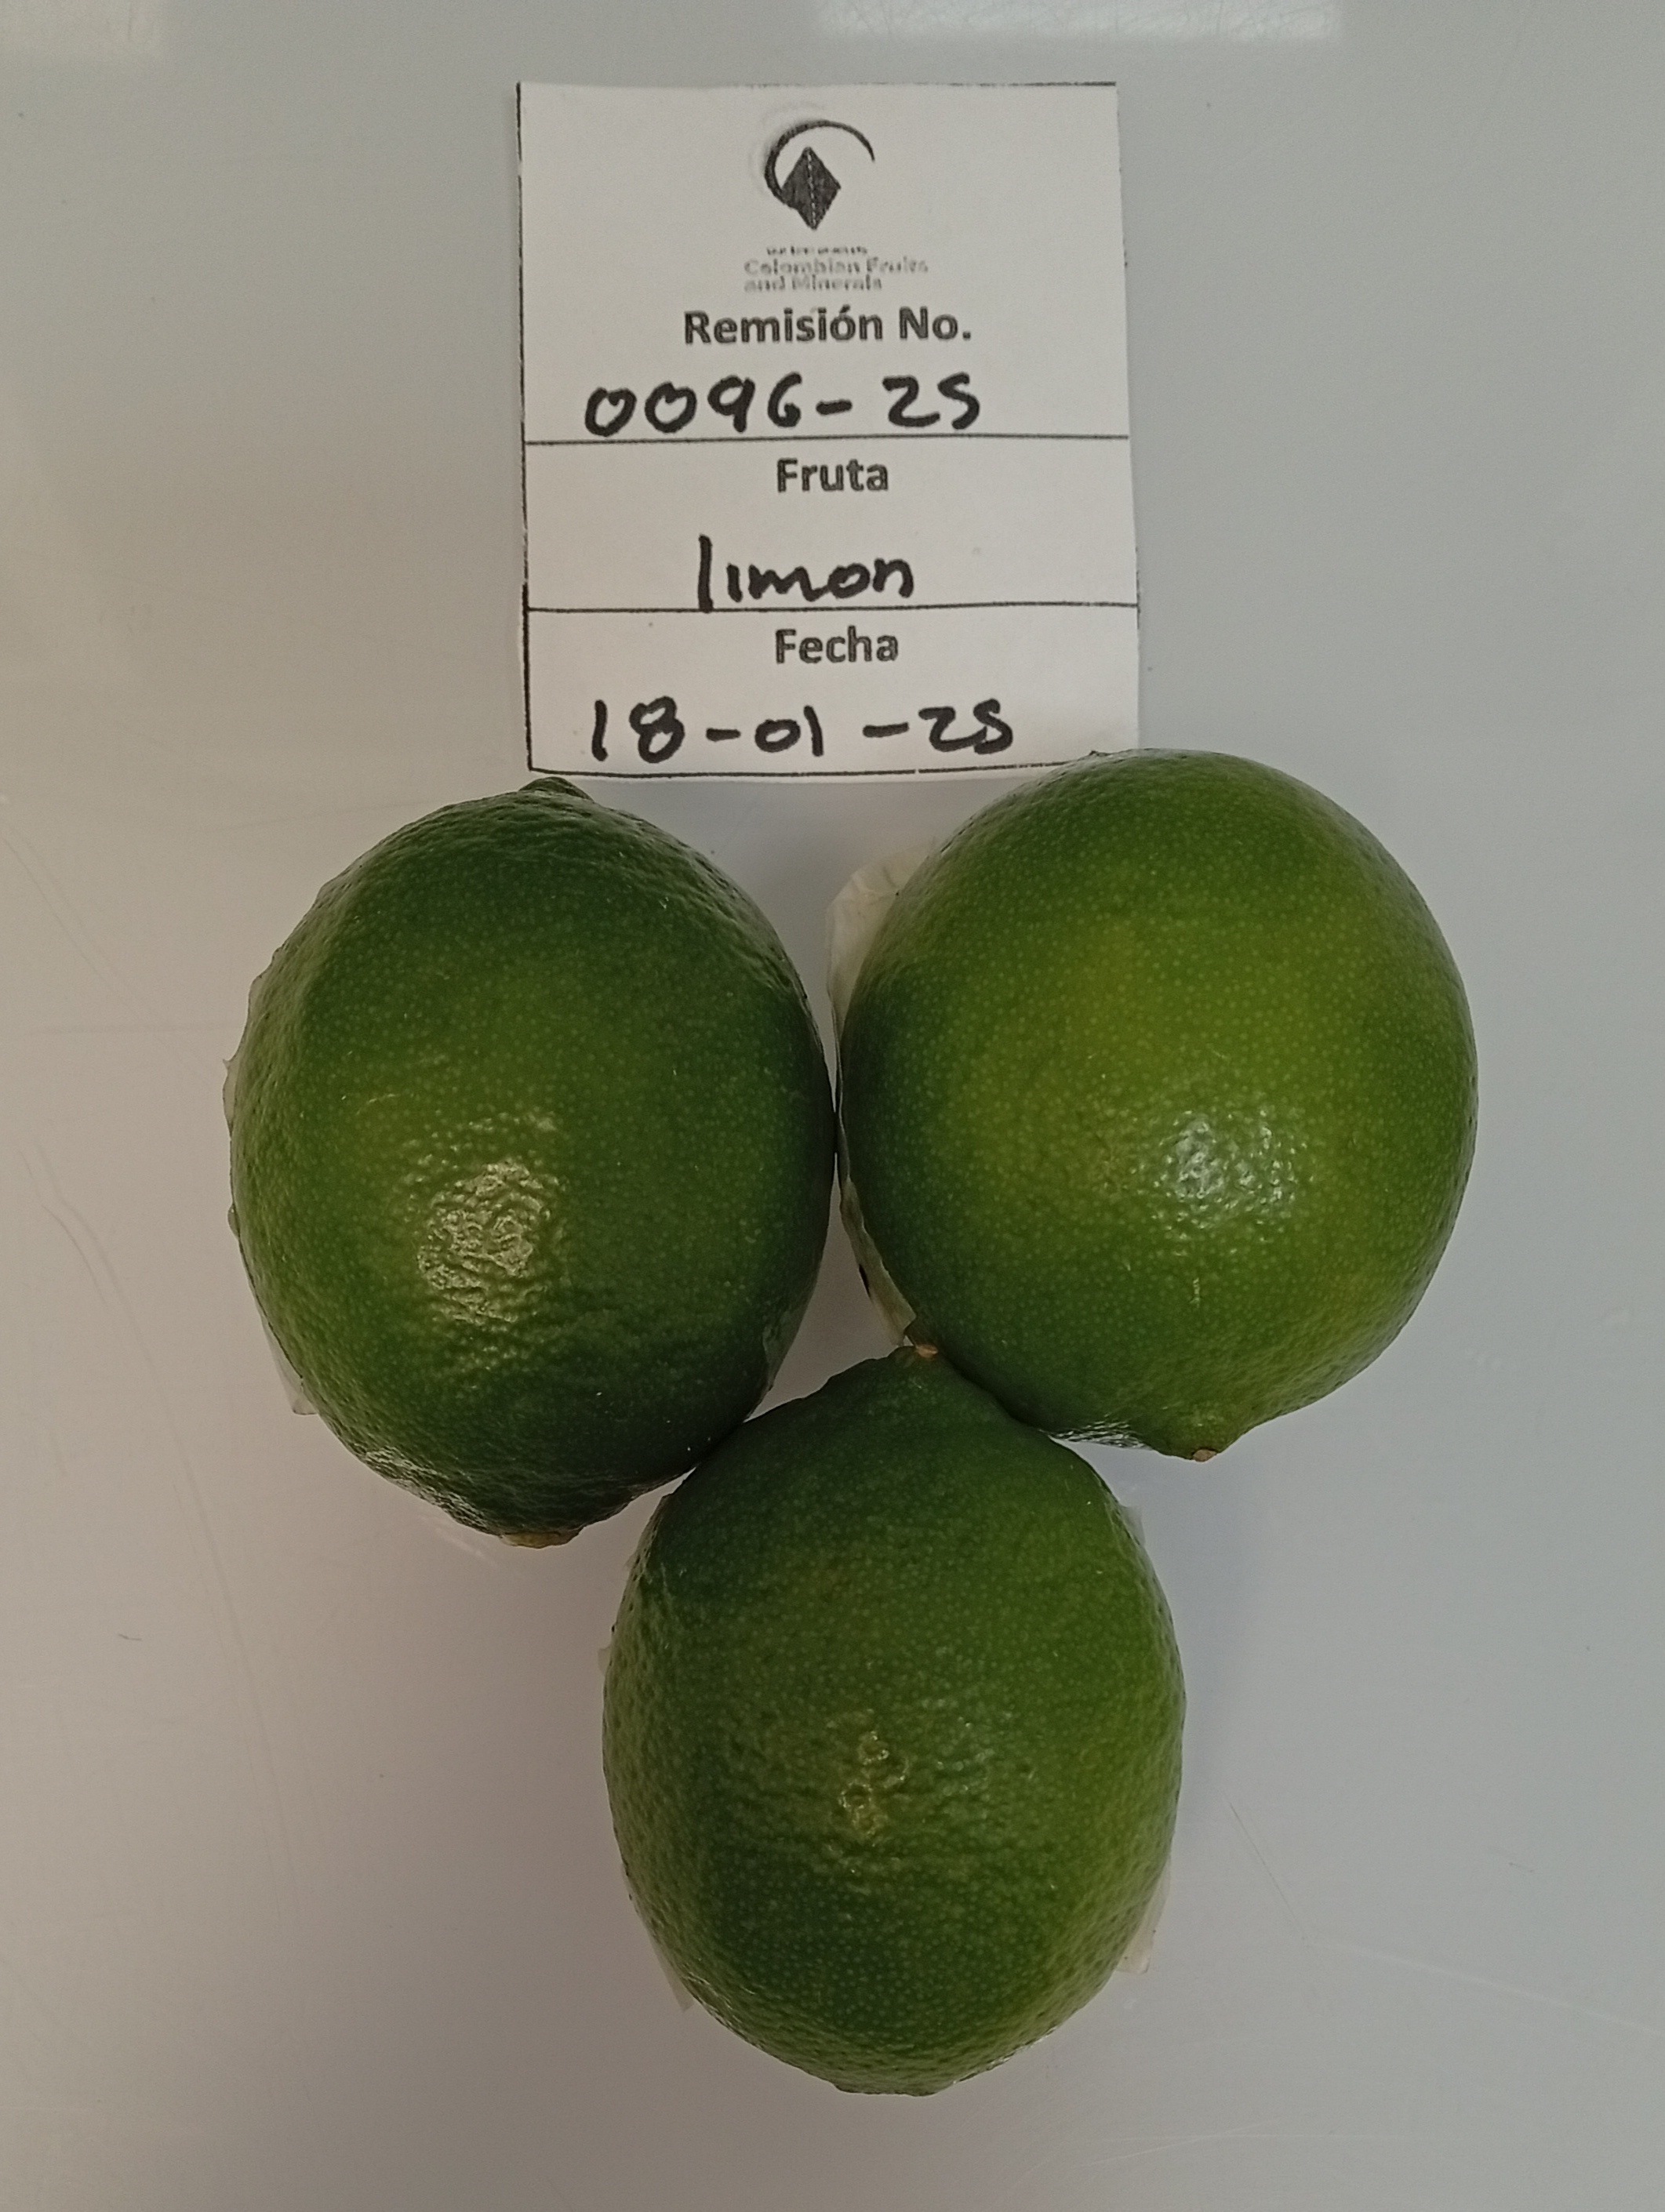 Colombian Fruits
and Minerals
Remisión No.
0096-25
Fruta
limon
Fecha
18-01-25